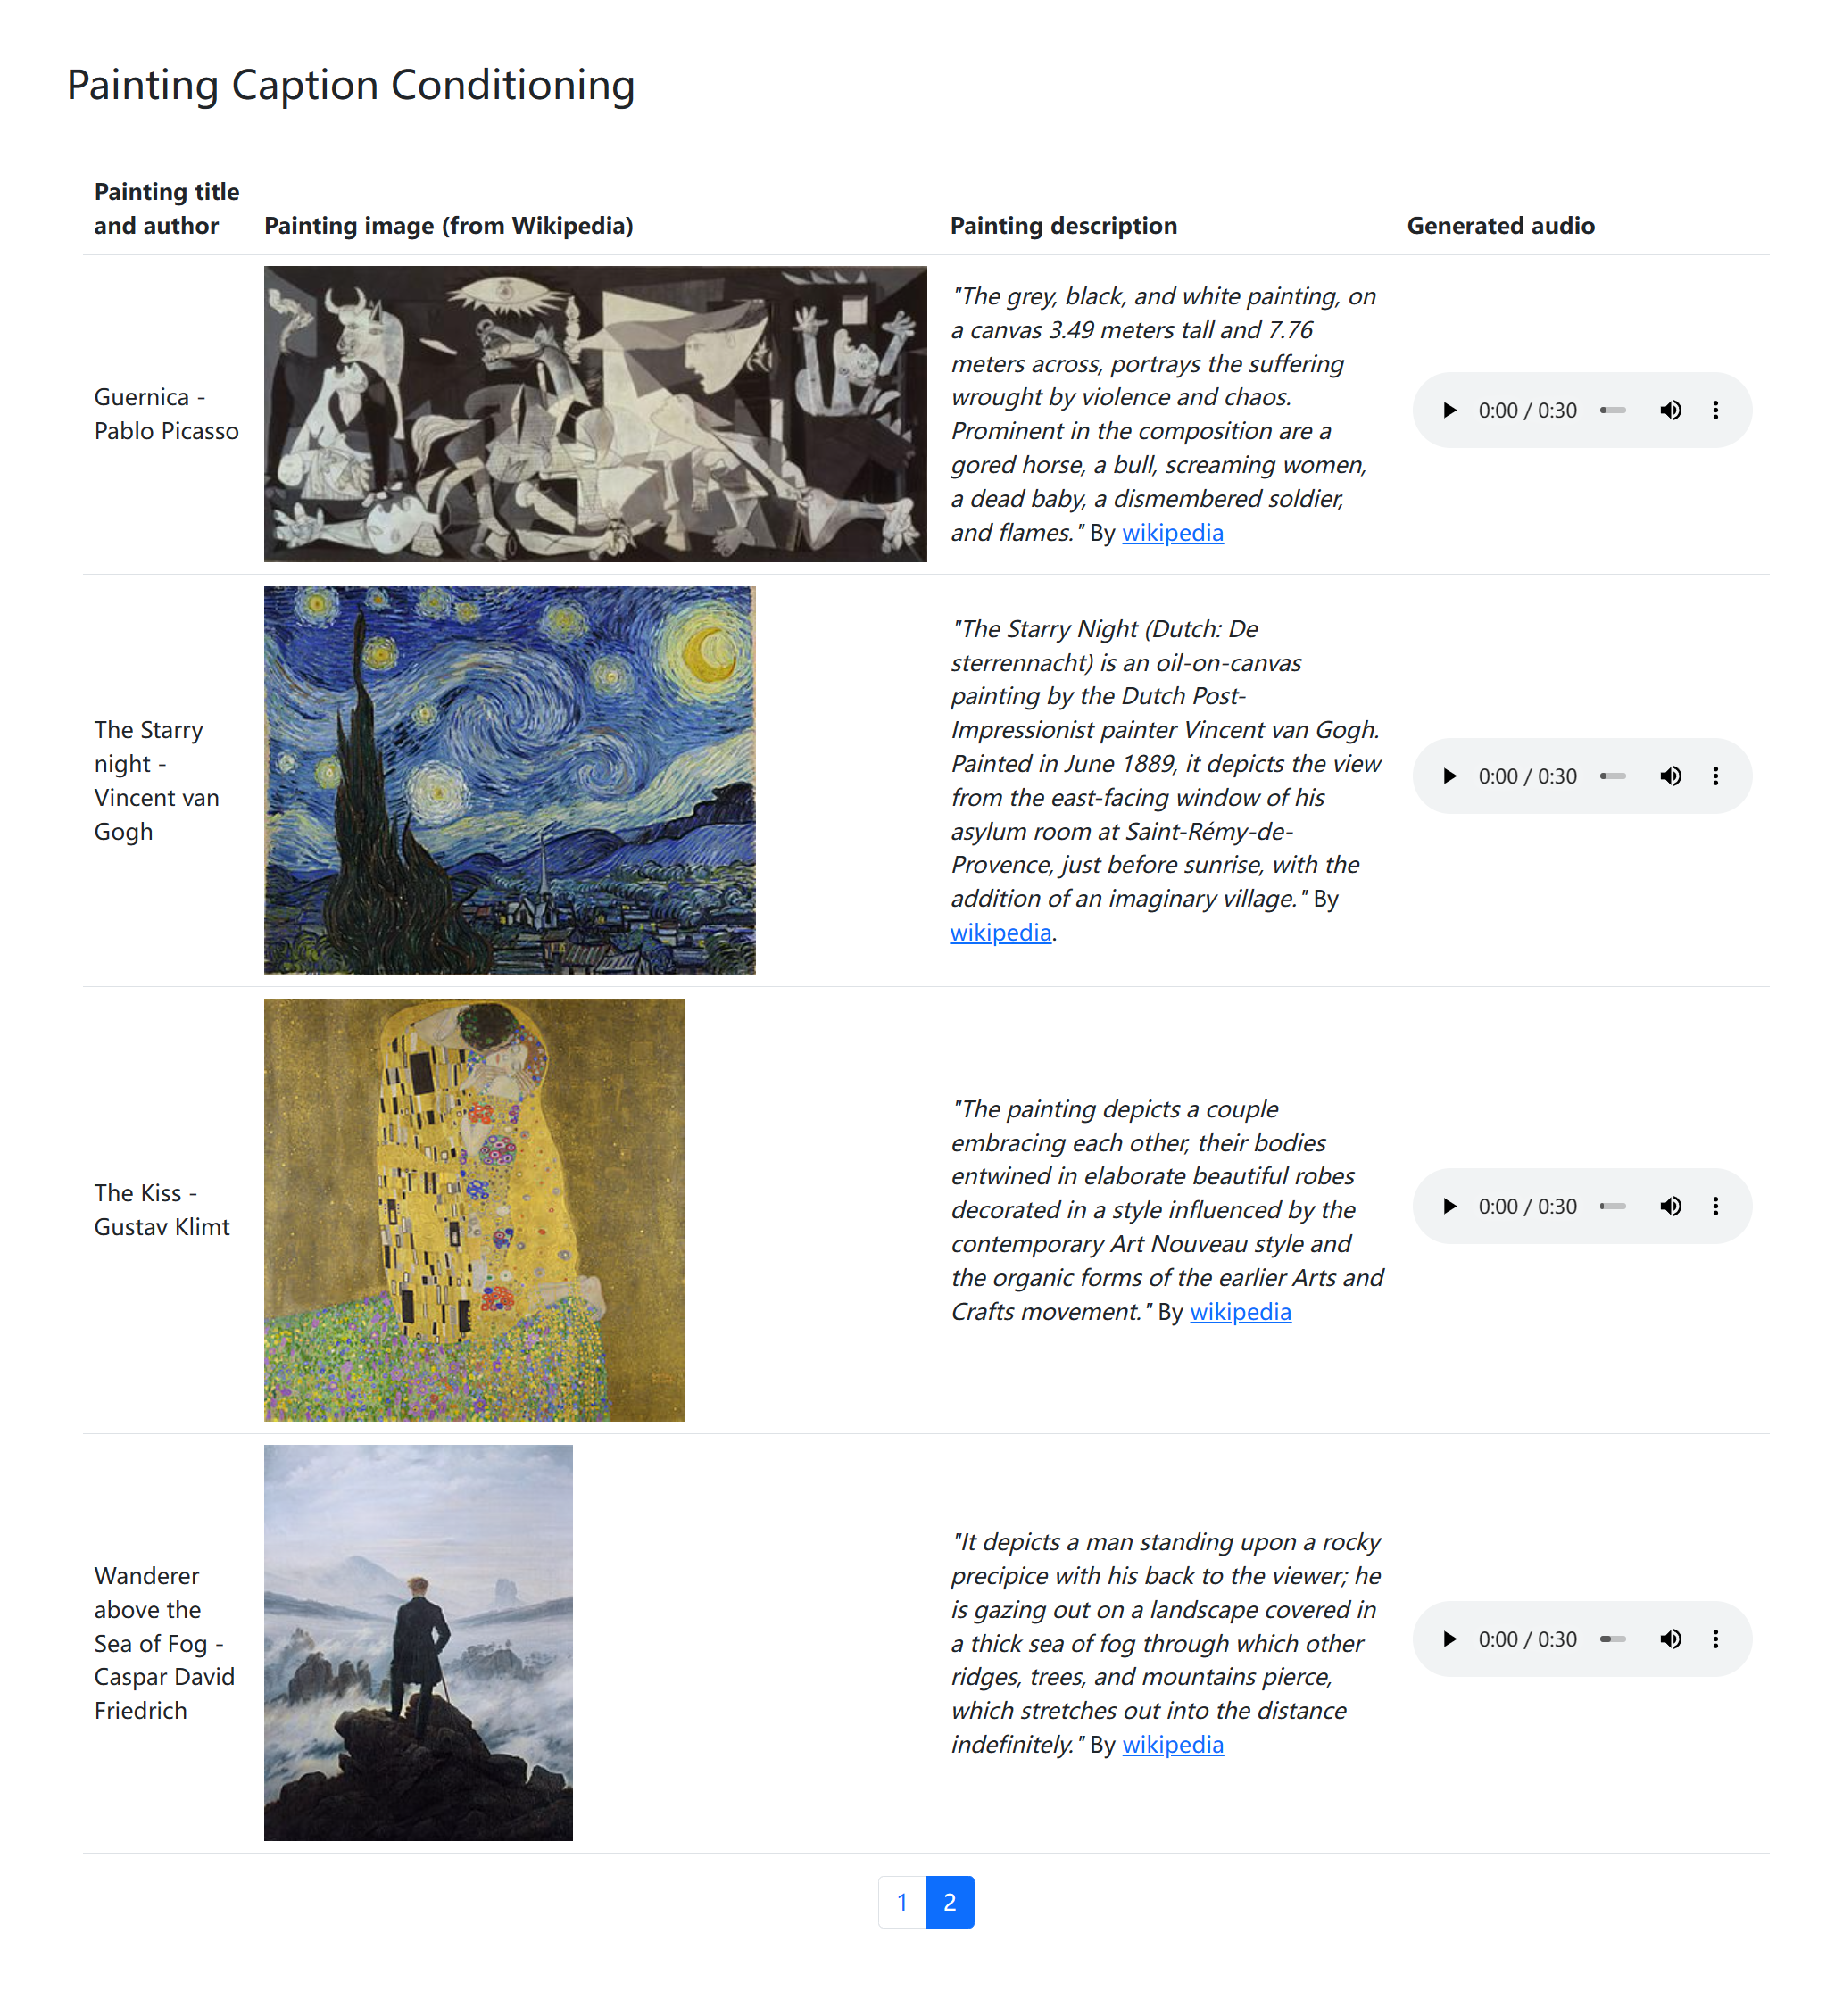 Painting Caption Conditioning
Painting title
and author
Painting image (from Wikipedia)
Painting description
Generated audio
Guernica -
Pablo Picasso
"The grey, black, and white painting, on
a canvas 3.49 meters tall and 7.76
meters across, portrays the suffering
wrought by violence and chaos.
Prominent in the composition are a
gored horse, a bull, screaming women,
a dead baby, a dismembered soldier,
and flames." By wikipedia
0:00 / 0:30
The Starry
night -
Vincent van
Gogh
"The Starry Night (Dutch: De
sterrennacht) is an oil-on-canvas
painting by the Dutch Post-
Impressionist painter Vincent van Gogh.
Painted in June 1889, it depicts the view
from the east-facing window of his
asylum room at Saint-Rémy-de-
Provence, just before sunrise, with the
addition of an imaginary village." By
wikipedia.
0:00 / 0:30
The Kiss -
Gustav Klimt
"The painting depicts a couple
embracing each other, their bodies
entwined in elaborate beautiful robes
decorated in a style influenced by the
contemporary Art Nouveau style and
the organic forms of the earlier Arts and
Crafts movement." By wikipedia
0:00 / 0:30
Wanderer
above the
Sea of Fog -
Caspar David
Friedrich
"It depicts a man standing upon a rocky
precipice with his back to the viewer; he
is gazing out on a landscape covered in
a thick sea of fog through which other
ridges, trees, and mountains pierce,
which stretches out into the distance
indefinitely." By wikipedia
0:00 / 0:30
1 2